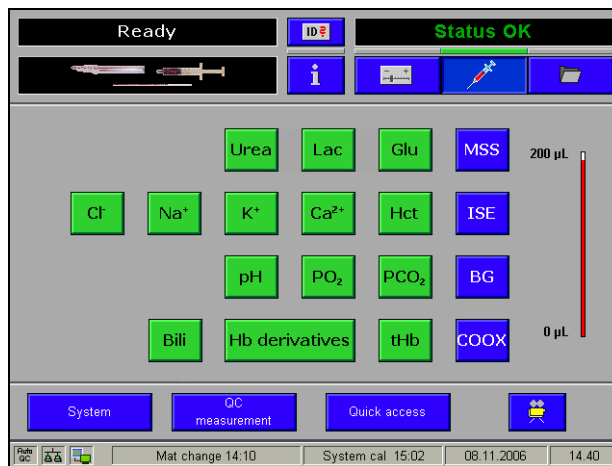 Ready
ID?
Status OK
i
Urea Lac Glu MSS 200 µL
Cl⁻ Na⁺ K⁺ Ca²⁺ Hct ISE
pH PO₂ PCO₂ BG
Bili Hb derivatives tHb COOX 0 µL
System
QC
measurement
Quick access
Auto
QC
Mat change 14:10 System cal 15:02 08.11.2006 14.40